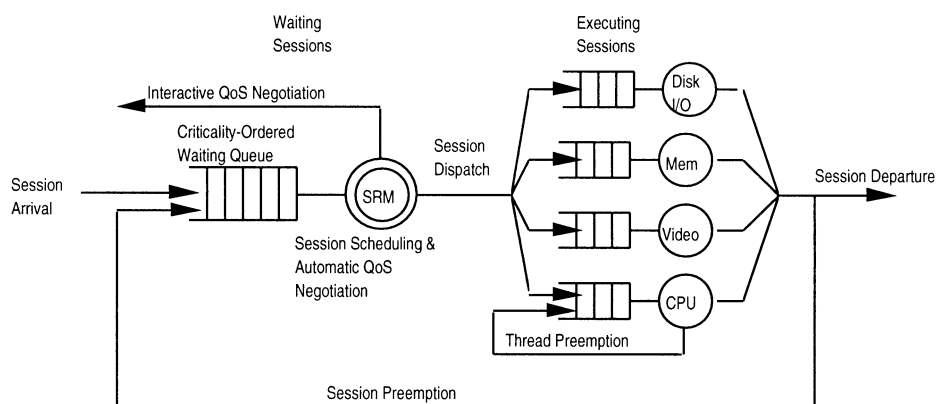 Waiting
Sessions
Executing
Sessions
Interactive QoS Negotiation
Disk
I/O
Criticality-Ordered
Waiting Queue
Session
Dispatch
Mem
Session
Arrival
SRM
Session Departure
Video
Session Scheduling &
Automatic QoS
Negotiation
CPU
Thread Preemption
Session Preemption